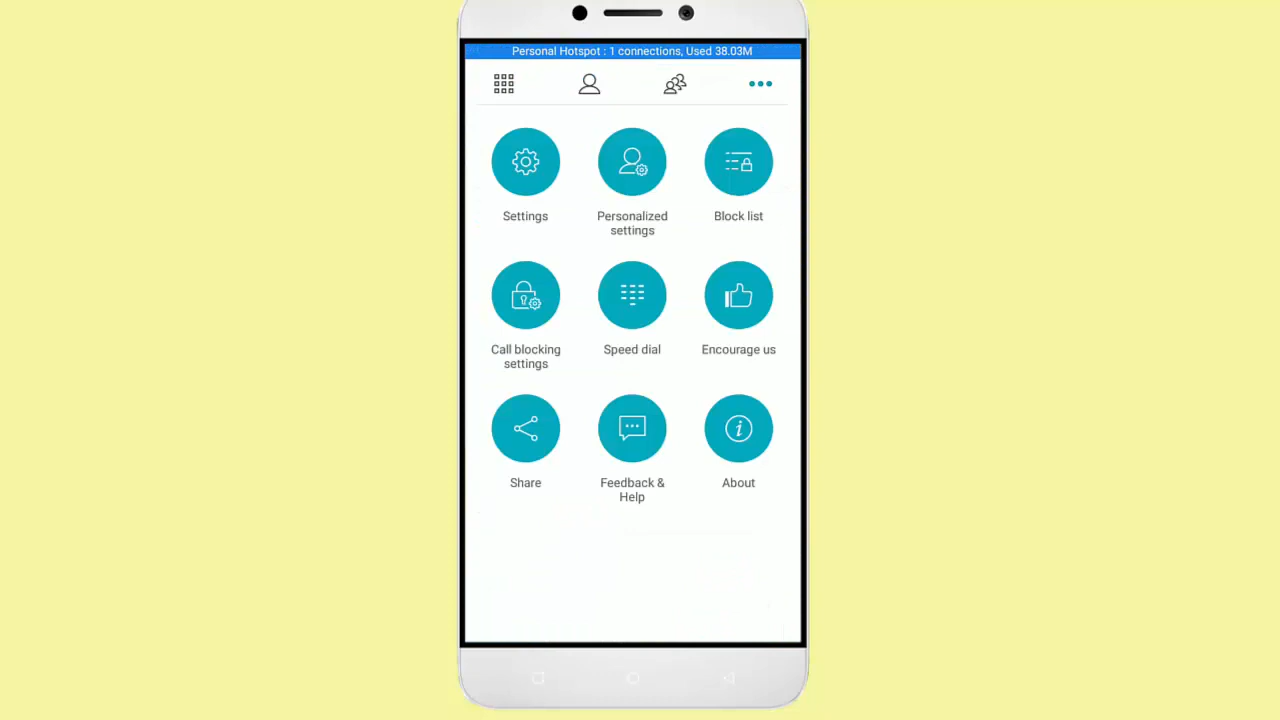 Personal Hotspot : 1 connections, Used 38.03M
Settings
Personalized
settings
Block list
Call blocking
settings
Speed dial
Encourage us
Share
Feedback &
Help
About